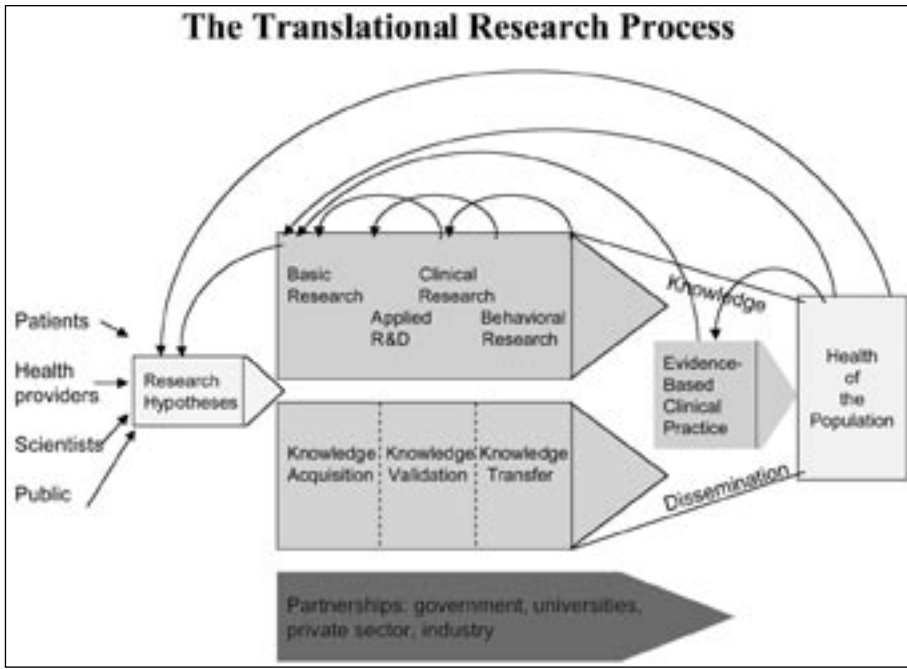 The Translational Research Process
Patients
Health
providers
Scientists
Public
Research
Hypotheses
Basic
Research
Applied
R&D
Clinical
Research
Behavioral
Research
Knowledge
Acquisition
Knowledge
Validation
Knowledge
Transfer
Partnerships: government, universities,
private sector, industry
Knowledge
Dissemination
Evidence-
Based
Clinical
Practice
Health
of
the
Population